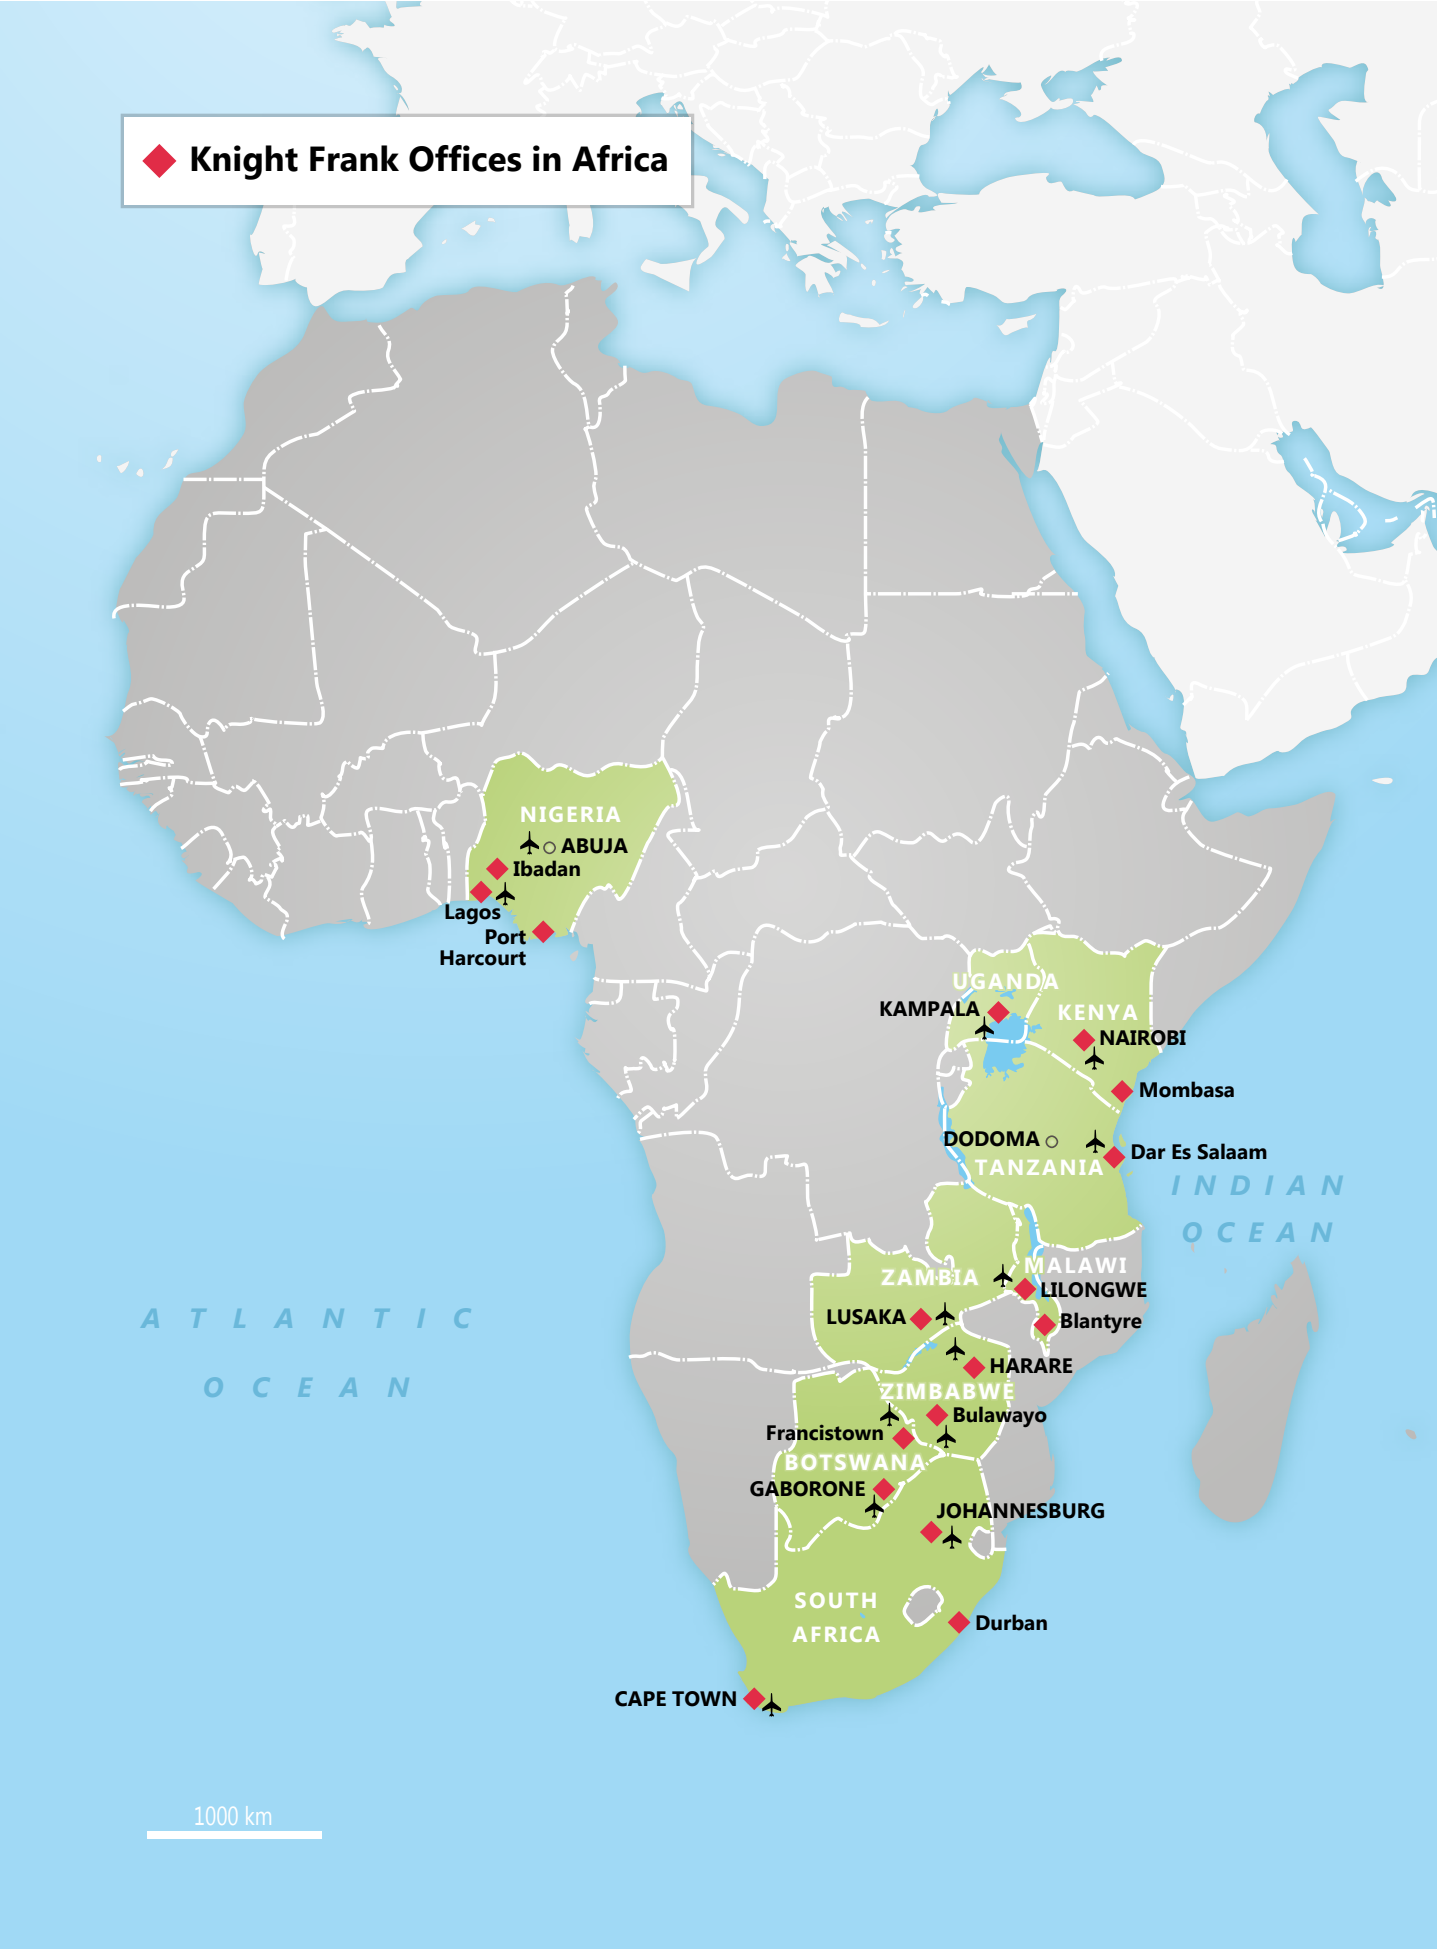 Knight Frank Offices in Africa
NIGERIA
ABUJA
Ibadan
Lagos
Port
Harcourt
UGANDA
KAMPALA
KENYA
NAIROBI
Mombasa
DODOMA
Dar Es Salaam
TANZANIA
INDIAN
OCEAN
MALAWI
ZAMBIA
LILONGWE
LUSAKA
Blantyre
ATLANTIC
OCEAN
HARARE
ZIMBABWE
Bulawayo
Francistown
BOTSWANA
GABORONE
JOHANNESBURG
SOUTH
AFRICA
Durban
CAPE TOWN
1000 km